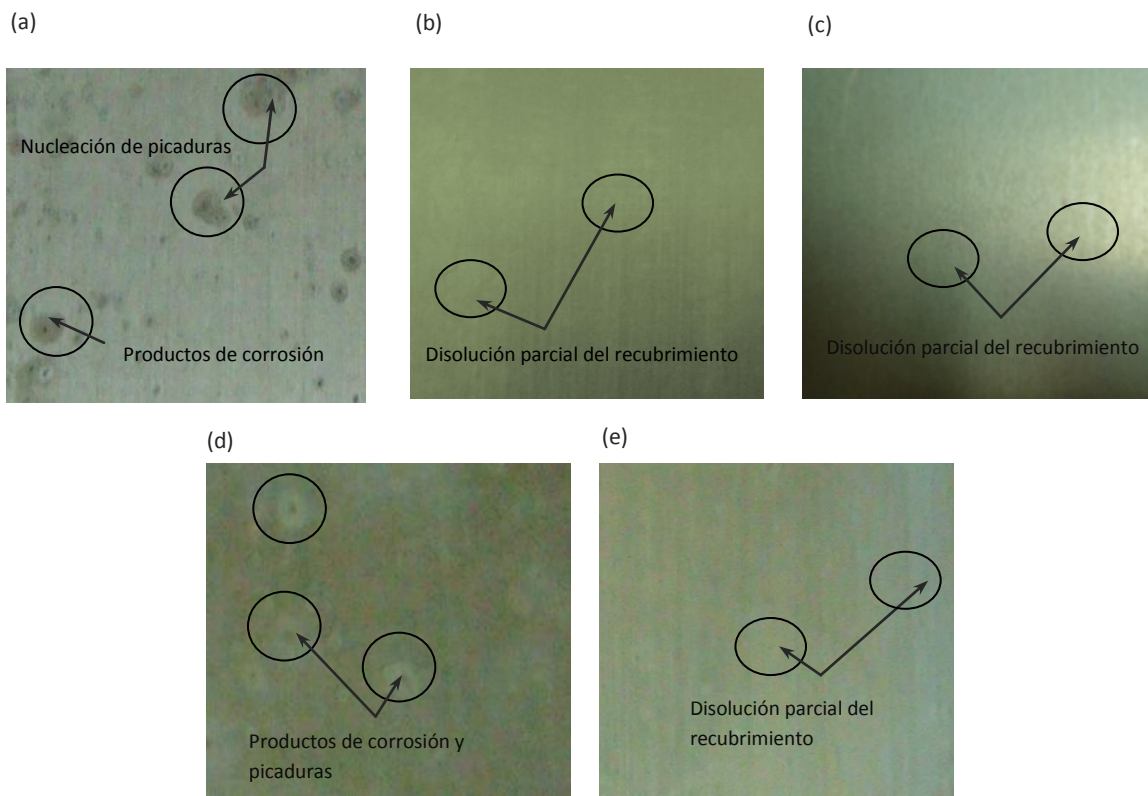 (a)
(b)
(c)
Nucleación de picaduras
Productos de corrosión
Disolución parcial del recubrimiento
Disolución parcial del recubrimiento
(d)
(e)
Productos de corrosión y
picaduras
Disolución parcial del
recubrimiento